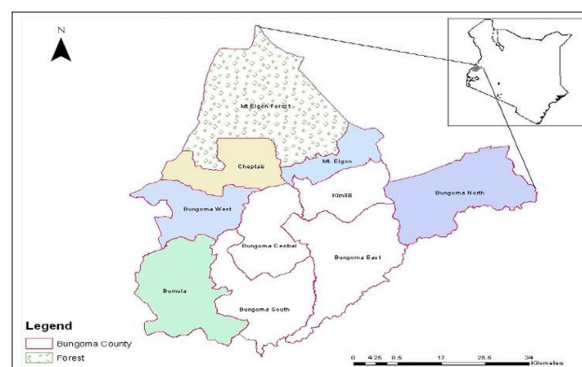 N
Mt Elgon Forest
Cheptais
Mt. Elgon
Kimilili
Bungoma North
Bungoma West
Bungoma Central
Bungoma East
Bumula
Bungoma South
Legend
Bungoma County
Forest
0 4.25 8.5 17 25.5 34
Kilometers